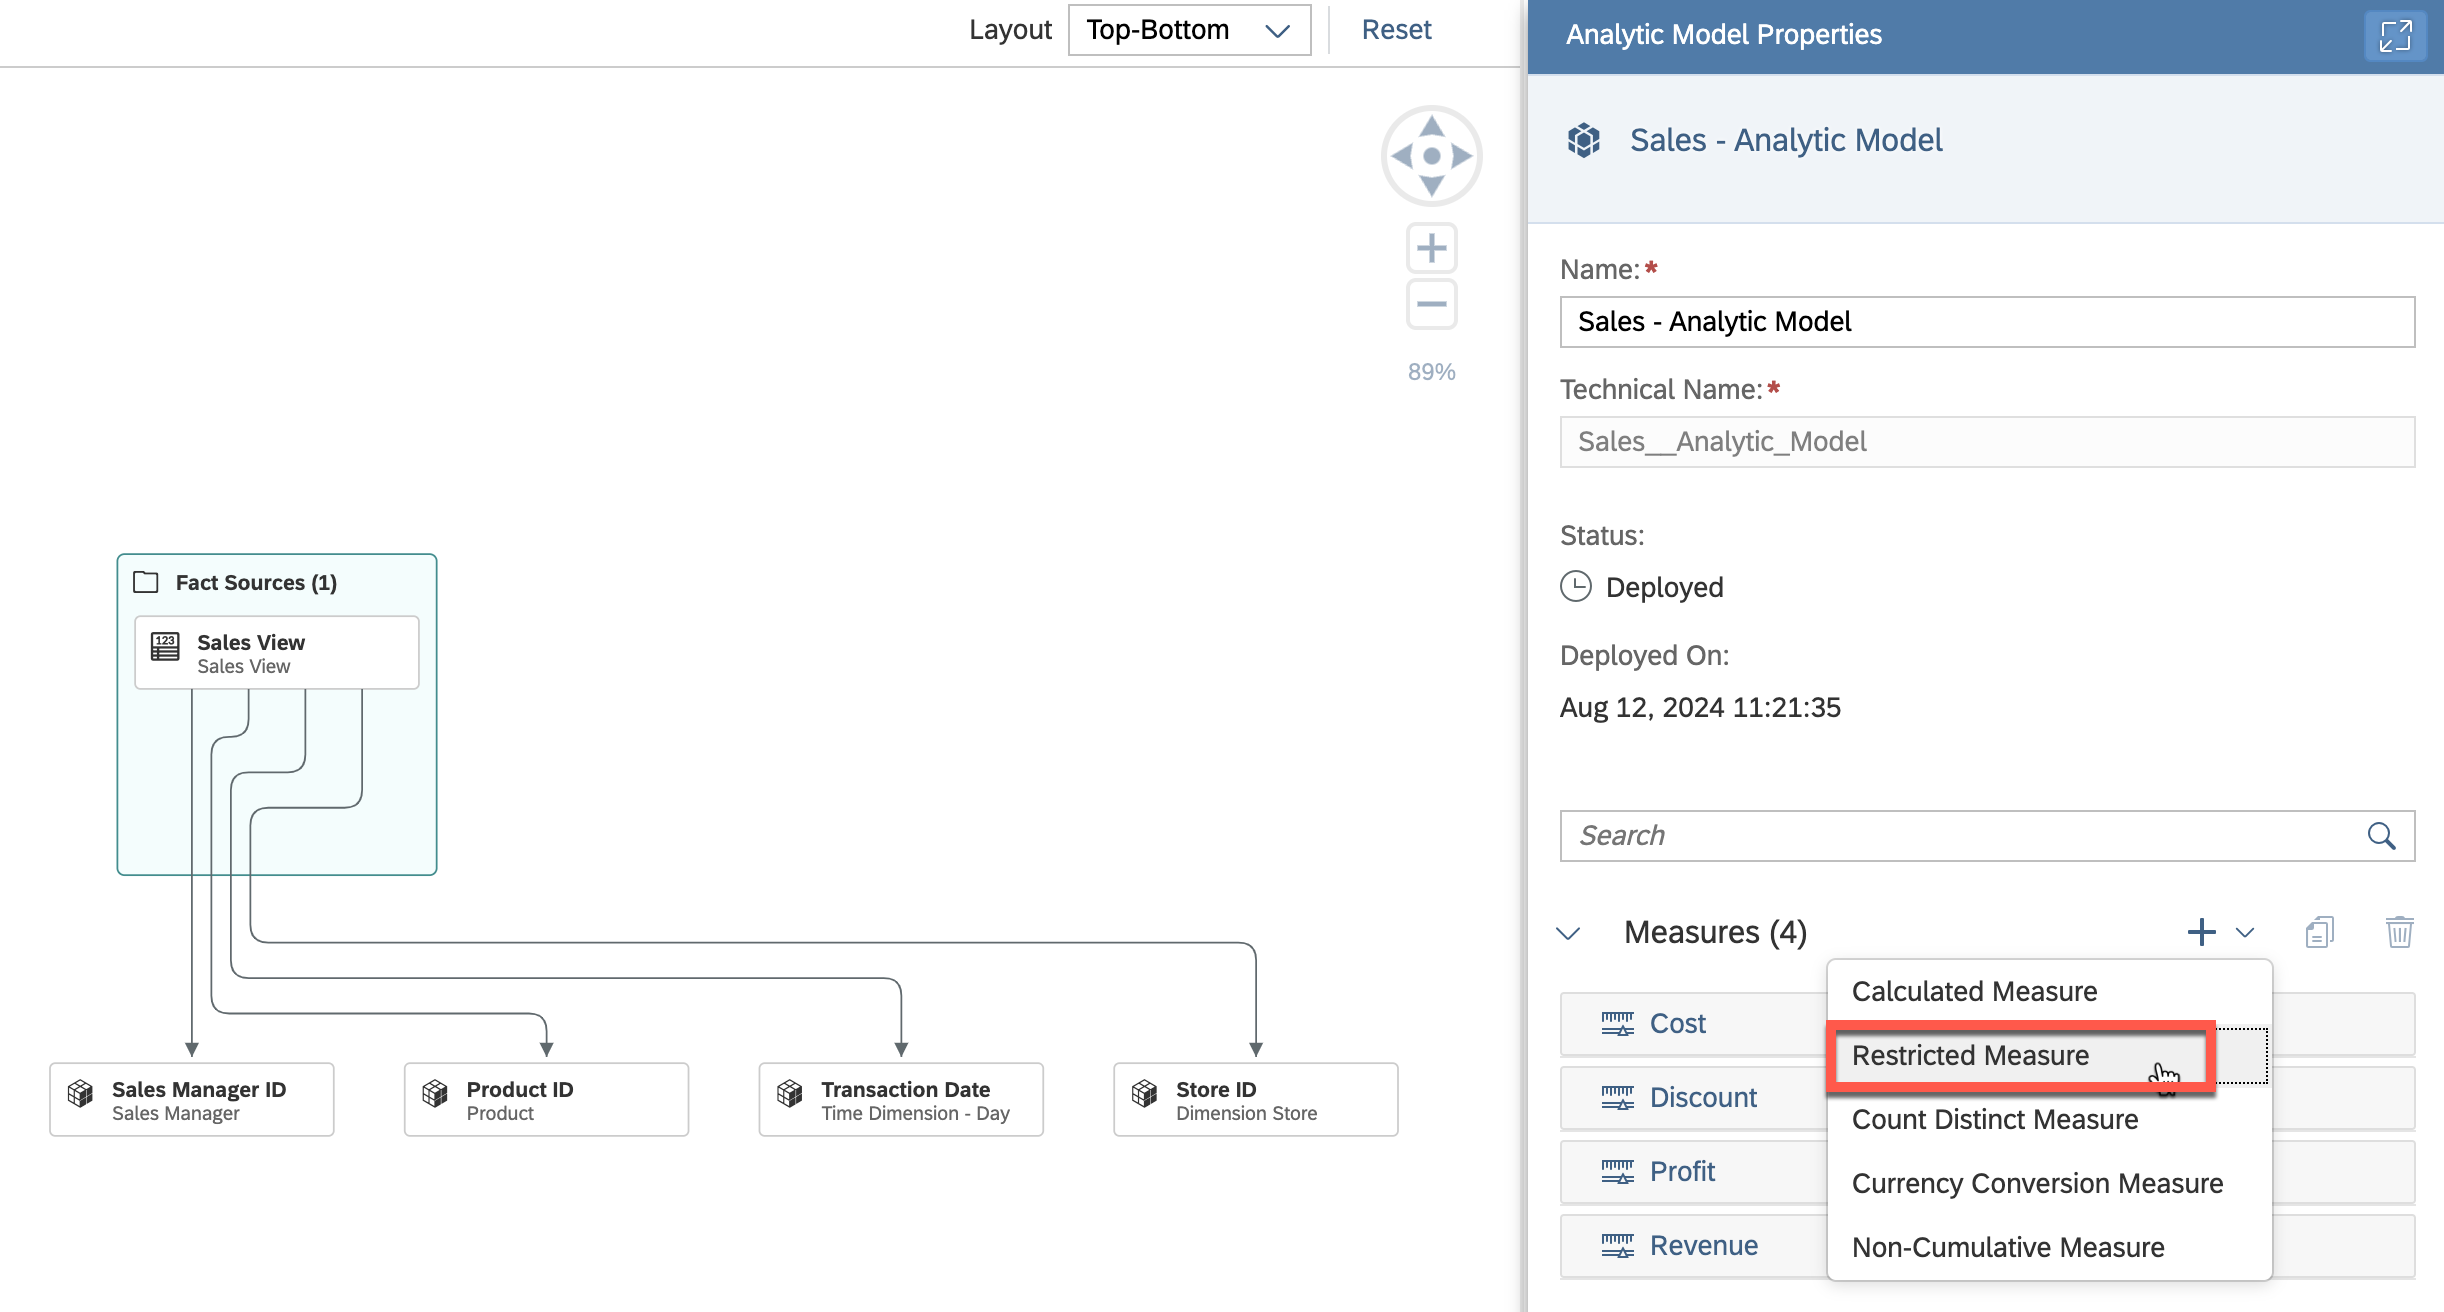 Layout Top-Bottom Reset
89%
Fact Sources (1)
123
Sales View
Sales View
Sales Manager ID
Sales Manager
Product ID
Product
Transaction Date
Time Dimension - Day
Store ID
Dimension Store
Analytic Model Properties
Sales - Analytic Model
Name:*
Sales - Analytic Model
Technical Name:*
Sales__Analytic_Model
Status:
Deployed
Deployed On:
Aug 12, 2024 11:21:35
Search
Measures (4)
Cost
Discount
Profit
Revenue
Calculated Measure
Restricted Measure
Count Distinct Measure
Currency Conversion Measure
Non-Cumulative Measure